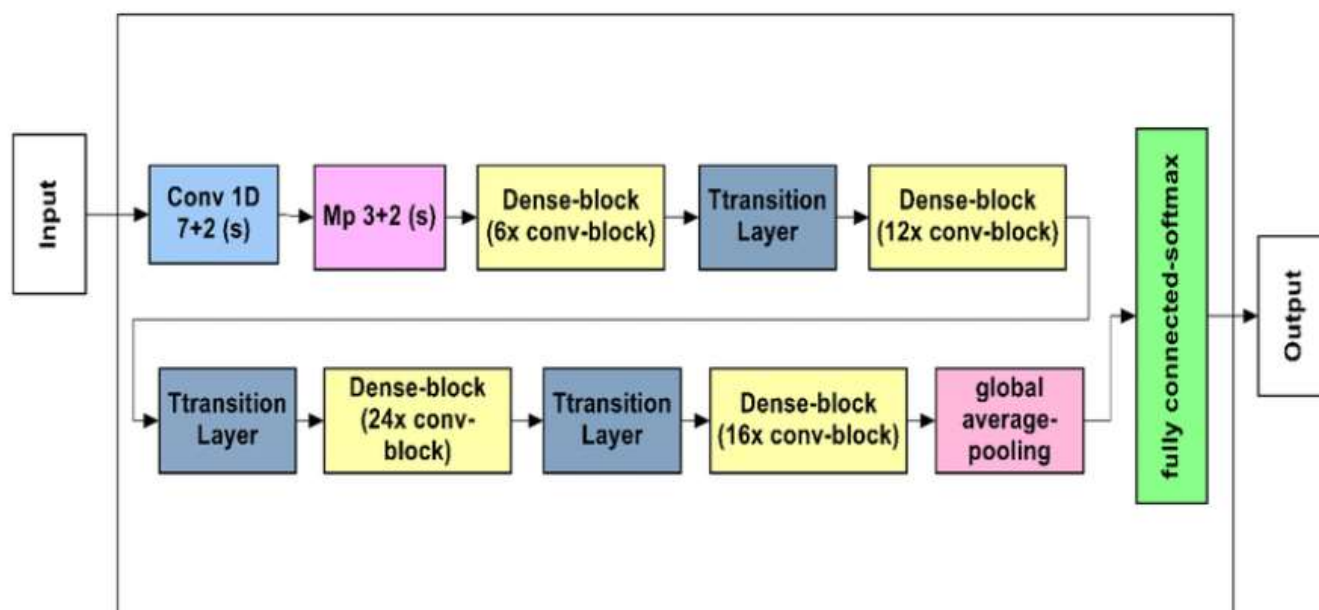 Input
Conv 1D
7+2 (s)
Mp 3+2 (s)
Dense-block
(6x conv-block)
Ttransition
Layer
Dense-block
(12x conv-block)
Ttransition
Layer
Dense-block
(24x conv-
block)
Ttransition
Layer
Dense-block
(16x conv-block)
global
average-
pooling
fully connected-softmax
Output